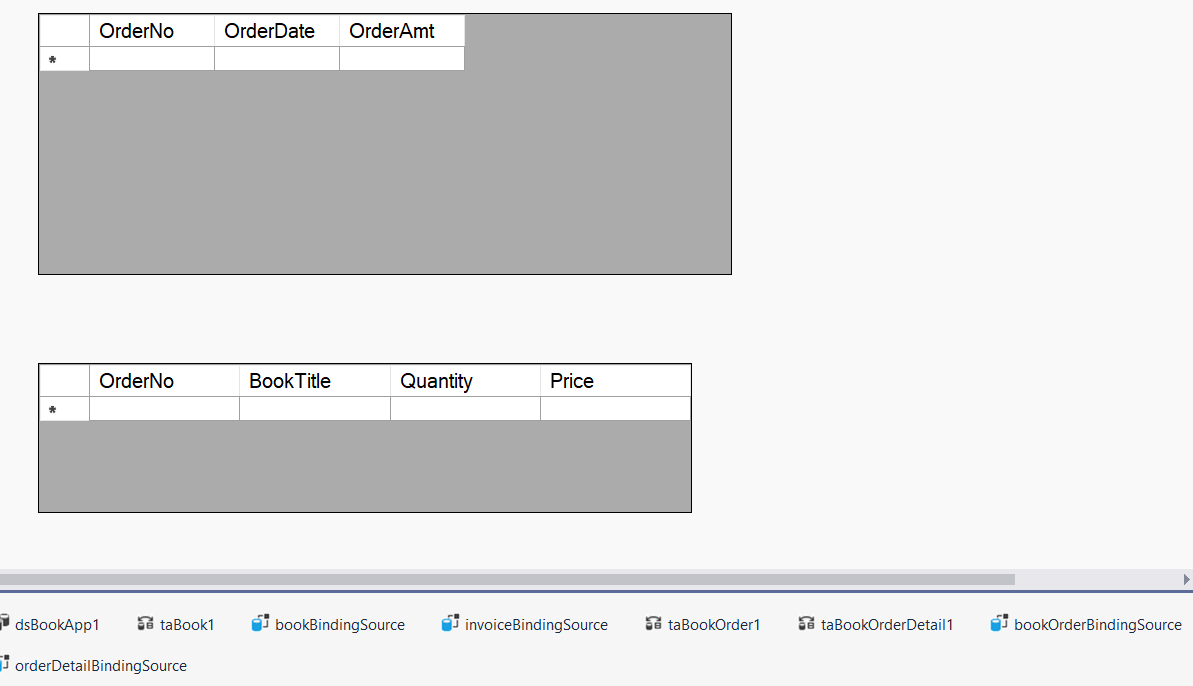 OrderNo OrderDate OrderAmt
*
OrderNo BookTitle Quantity Price
*
dsBookApp1 taBook1 bookBindingSource invoiceBindingSource taBookOrder1 taBookOrderDetail1 bookOrderBindingSource
orderDetailBindingSource